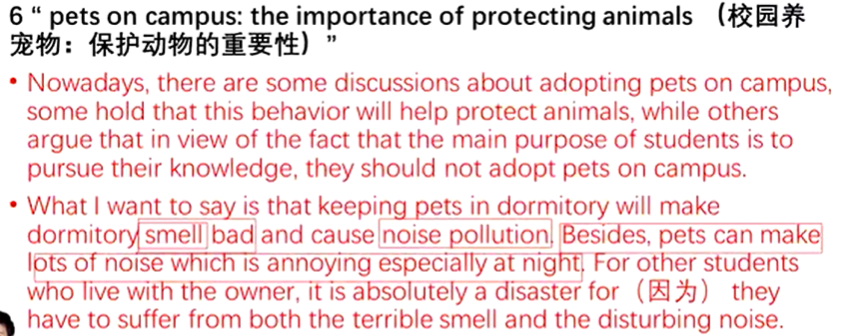 6 “ pets on campus: the importance of protecting animals （校园养
宠物：保护动物的重要性）”
• Nowadays, there are some discussions about adopting pets on campus,
some hold that this behavior will help protect animals, while others
argue that in view of the fact that the main purpose of students is to
pursue their knowledge, they should not adopt pets on campus.
• What I want to say is that keeping pets in dormitory will make
dormitory smell bad and cause noise pollution. Besides, pets can make
lots of noise which is annoying especially at night. For other students
who live with the owner, it is absolutely a disaster for（因为） they
have to suffer from both the terrible smell and the disturbing noise.